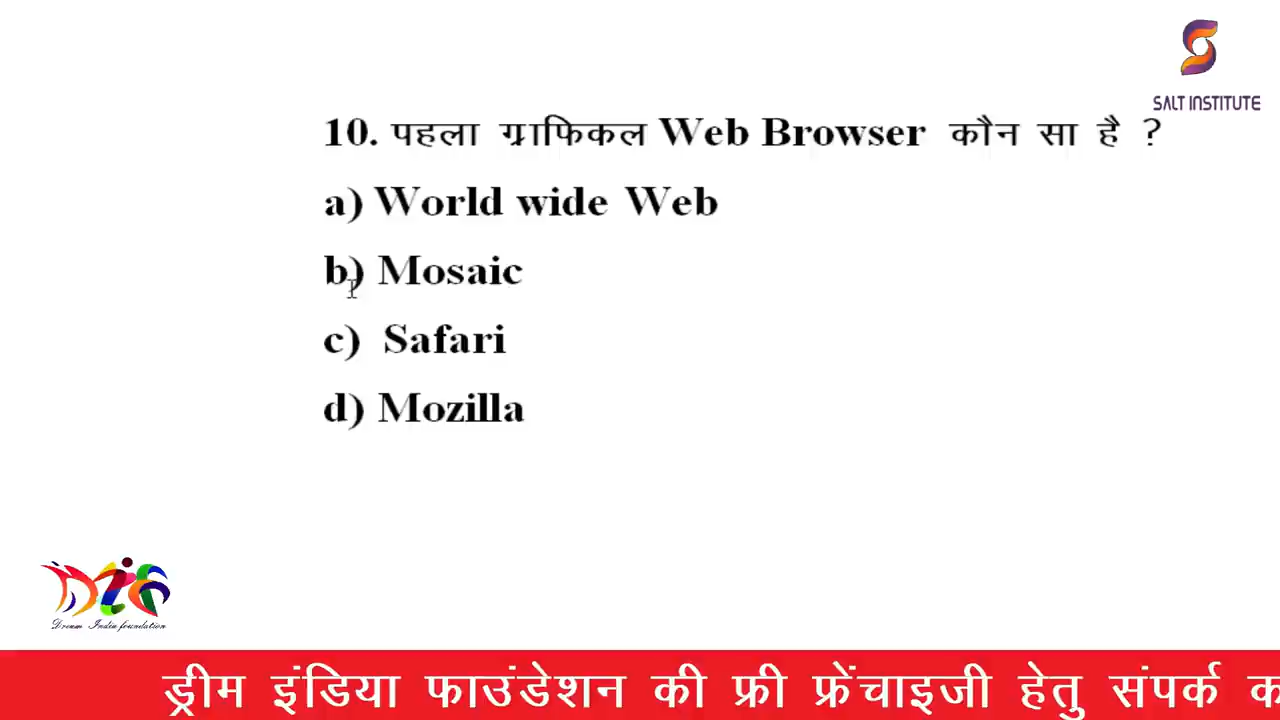 SALT INSTITUTE
10. पहला ग्राफिकल Web Browser कौन सा है ?
a) World wide Web
b) Mosaic
c) Safari
d) Mozilla
Dream India foundation
ड्रीम इंडिया फाउंडेशन की फ्री फ्रेंचाइजी हेतु संपर्क क